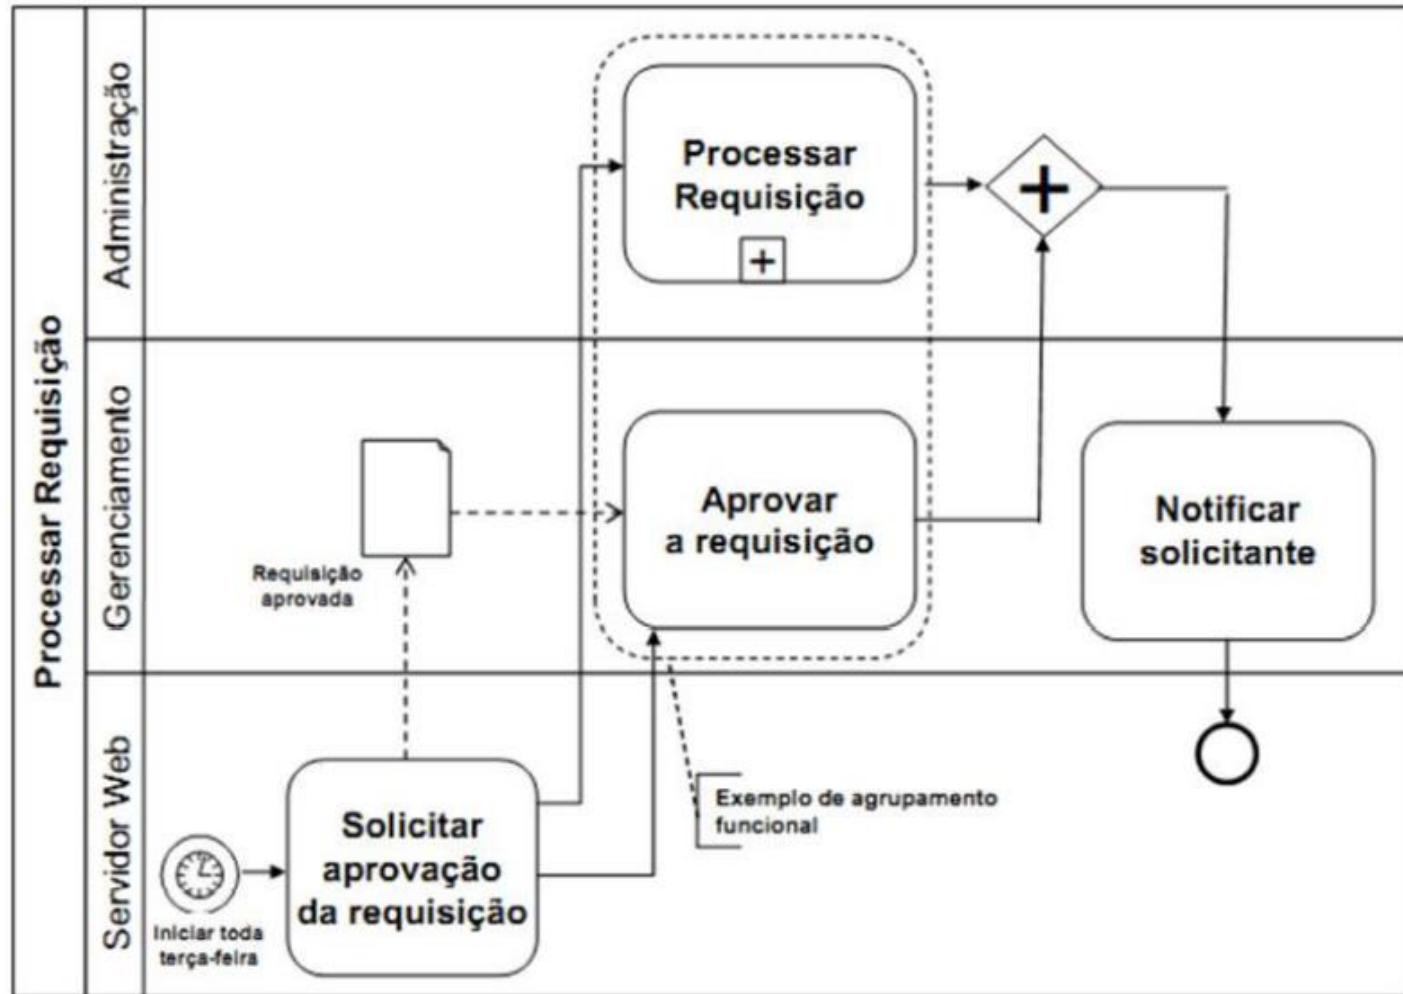 Processar Requisição
Administração
Processar
Requisição
+
+
Gerenciamento
Requisição
aprovada
Aprovar
a requisição
Notificar
solicitante
Servidor Web
Iniciar toda
terça-feira
Solicitar
aprovação
da requisição
Exemplo de agrupamento
funcional